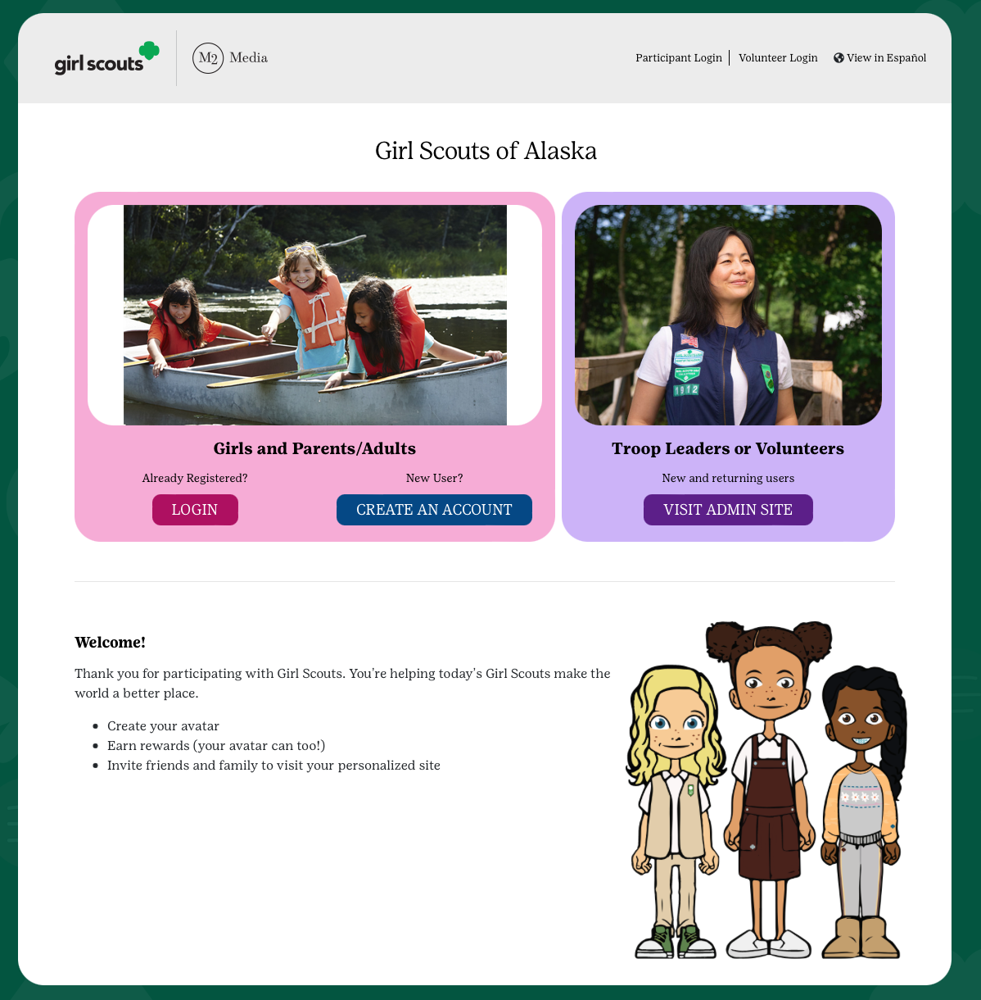 girl scouts
M2 Media
Participant Login
Volunteer Login
View in Español
Girl Scouts of Alaska
1912
Girls and Parents/Adults
Already Registered?
LOGIN
New User?
CREATE AN ACCOUNT
Troop Leaders or Volunteers
New and returning users
VISIT ADMIN SITE
Welcome!
Thank you for participating with Girl Scouts. You're helping today's Girl Scouts make the
world a better place.
Create your avatar
Earn rewards (your avatar can too!)
Invite friends and family to visit your personalized site